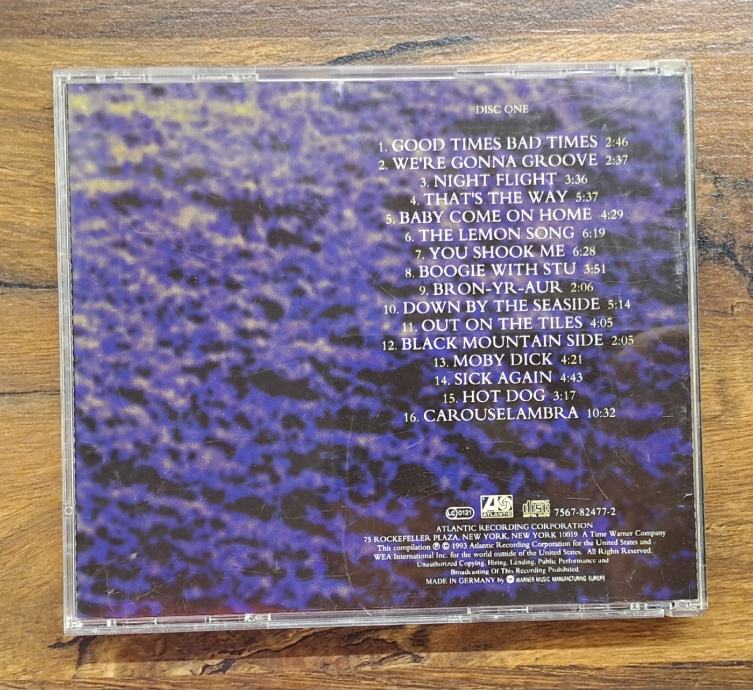 DISC ONE
1. GOOD TIMES BAD TIMES 2:46
2. WE'RE GONNA GROOVE 2:37
3. NIGHT FLIGHT 3:36
4. THAT'S THE WAY 5:37
5. BABY COME ON HOME 4:29
6. THE LEMON SONG 6:19
7. YOU SHOOK ME 6:28
8. BOOGIE WITH STU 3:51
9. BRON-YR-AUR 2:06
10. DOWN BY THE SEASIDE 5:14
11. OUT ON THE TILES 4:05
12. BLACK MOUNTAIN SIDE 2:05
13. MOBY DICK 4:21
14. SICK AGAIN 4:43
15. HOT DOG 3:17
16. CAROUSELAMBRA 10:32
LC 0121 ATLANTIC disc 7567-82477-2
ATLANTIC RECORDING CORPORATION
75 ROCKEFELLER PLAZA, NEW YORK, NEW YORK 10019 A Time Warner Company
This compilation ℗ © 1993 Atlantic Recording Corporation for the United States and
WEA International Inc. for the world outside of the United States. All Rights Reserved.
Unauthorized Copying, Hiring, Lending, Public Performance and
Broadcasting Of This Recording Prohibited.
MADE IN GERMANY by WARNER MUSIC MANUFACTURING EUROPE